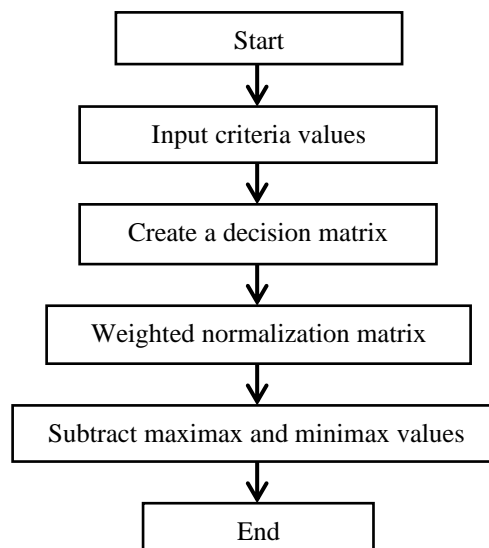 Start
Input criteria values
Create a decision matrix
Weighted normalization matrix
Subtract maximax and minimax values
End